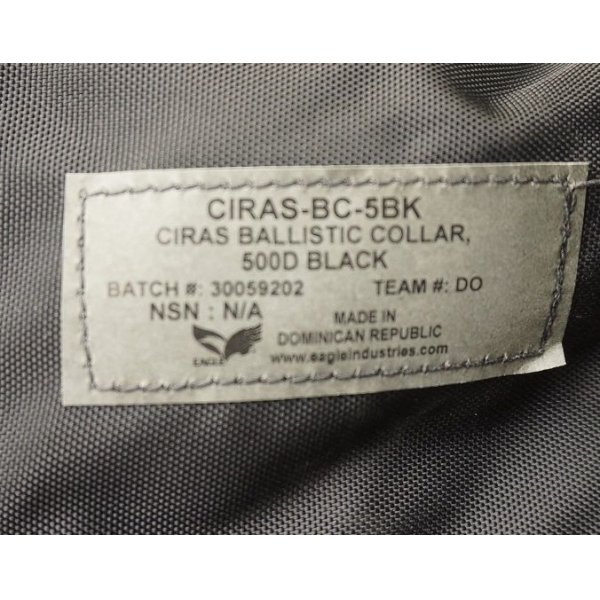 CIRAS-BC-5BK
CIRAS BALLISTIC COLLAR,
500D BLACK
BATCH #: 30059202 TEAM #: DO
NSN : N/A
MADE IN
DOMINICAN REPUBLIC
EAGLE
www.eagleindustries.com